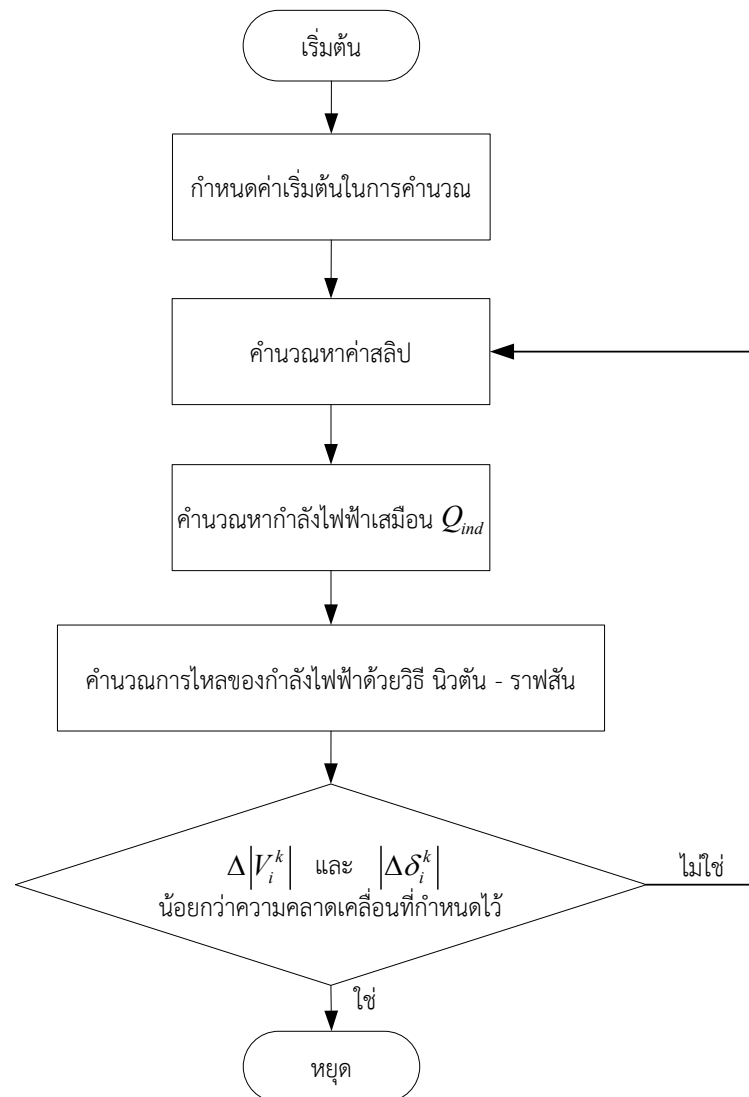 เริ่มต้น
กำหนดค่าเริ่มต้นในการคำนวณ
คำนวณหาค่าสลิป
คำนวณหากำลังไฟฟ้าเสมือน Q_{ind}
คำนวณการไหลของกำลังไฟฟ้าด้วยวิธี นิวตัน - ราฟสัน
Δ|V_i^k| และ |Δδ_i^k|
น้อยกว่าความคลาดเคลื่อนที่กำหนดไว้
ไม่ใช่
ใช่
หยุด